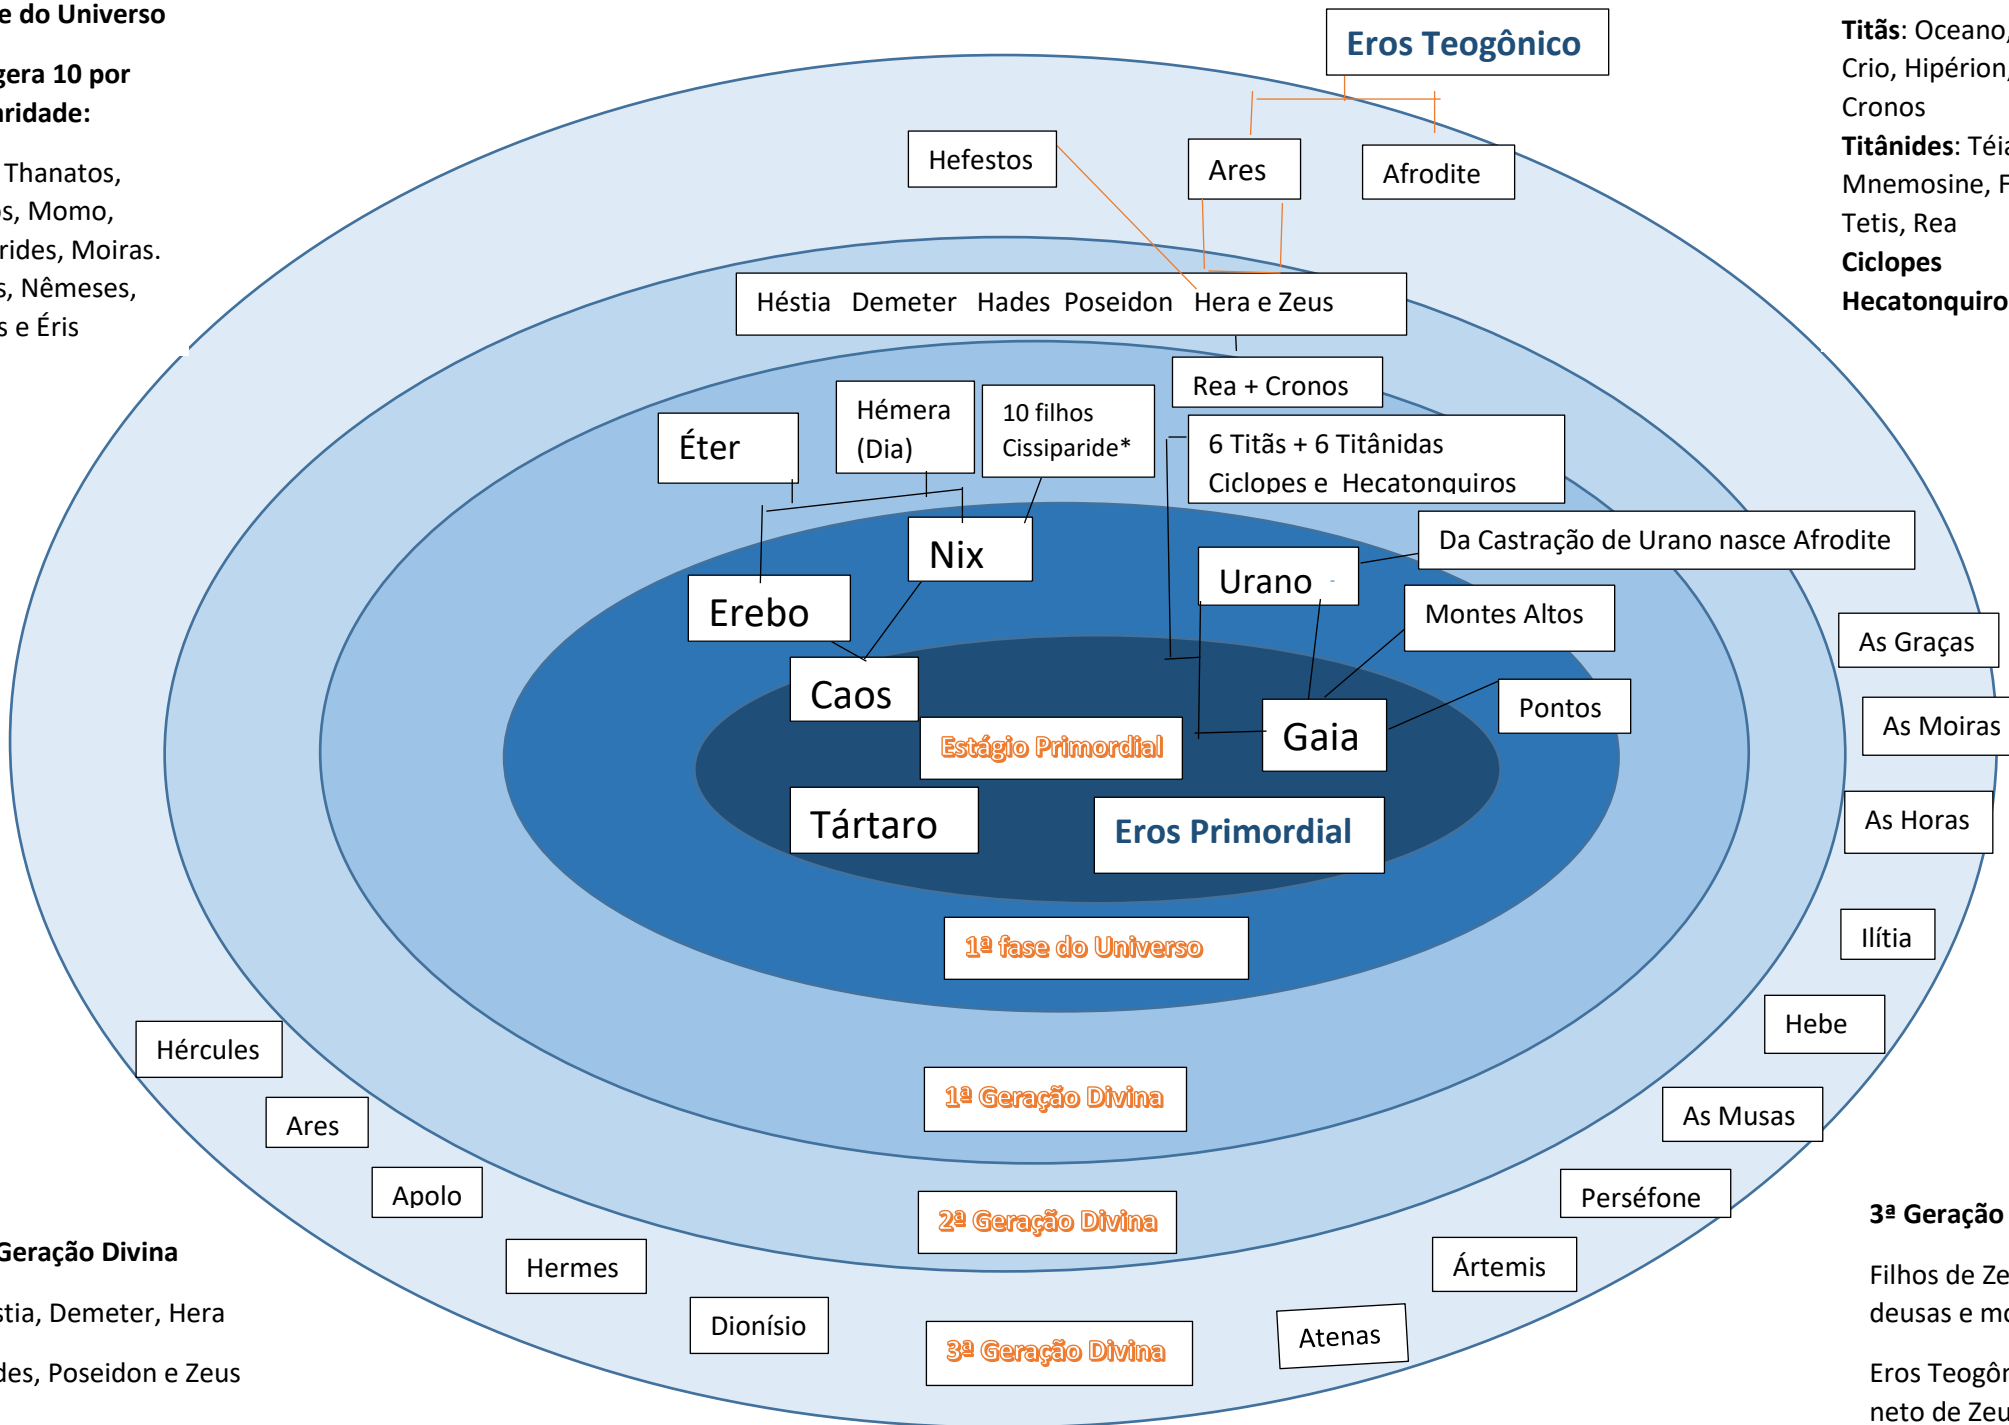 e do Universo
gera 10 por
aridade:
Thanatos,
os, Momo,
rides, Moiras.
s, Nêmeses,
s e Éris
Eros Teogônico
Titãs: Oceano,
Crio, Hipérion,
Cronos
Titânides: Téia
Mnemosine, F
Tetis, Rea
Ciclopes
Hecatonquiro
Hefestos
Ares
Afrodite
Héstia Demeter Hades Poseidon Hera e Zeus
Rea + Cronos
Éter
Hémera
(Dia)
10 filhos
Cissiparide*
6 Titãs + 6 Titânidas
Ciclopes e Hecatonquiros
Nix
Da Castração de Urano nasce Afrodite
Urano -
Erebo
Montes Altos
Caos
Pontos
Estágio Primordial
Gaia
Tártaro
Eros Primordial
1ª fase do Universo
As Graças
As Moiras
As Horas
Ilítia
Hebe
As Musas
Perséfone
Ártemis
Atenas
Hércules
Ares
Apolo
Hermes
Dionísio
1ª Geração Divina
2ª Geração Divina
3ª Geração Divina
Geração Divina
stia, Demeter, Hera
des, Poseidon e Zeus
3ª Geração
Filhos de Ze
deusas e mo
Eros Teogôn
neto de Zeu